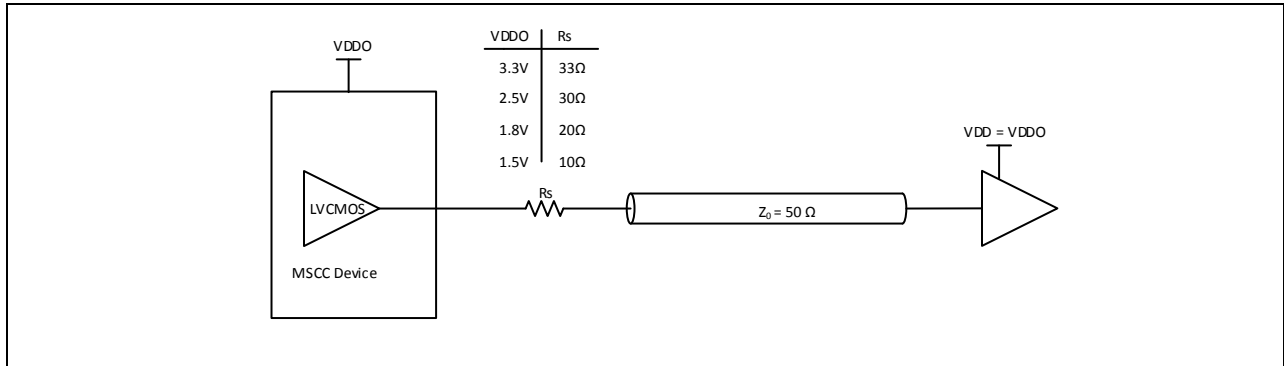 VDDO
VDDO Rs
3.3V 33Ω
2.5V 30Ω
1.8V 20Ω
1.5V 10Ω
VDD = VDDO
Rs
LVCMOS
Z₀ = 50 Ω
MSCC Device